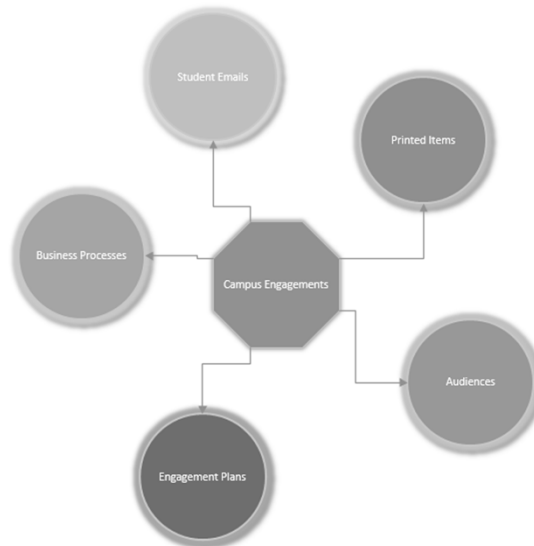 Student Emails
Printed Items
Business Processes
Campus Engagements
Audiences
Engagement Plans